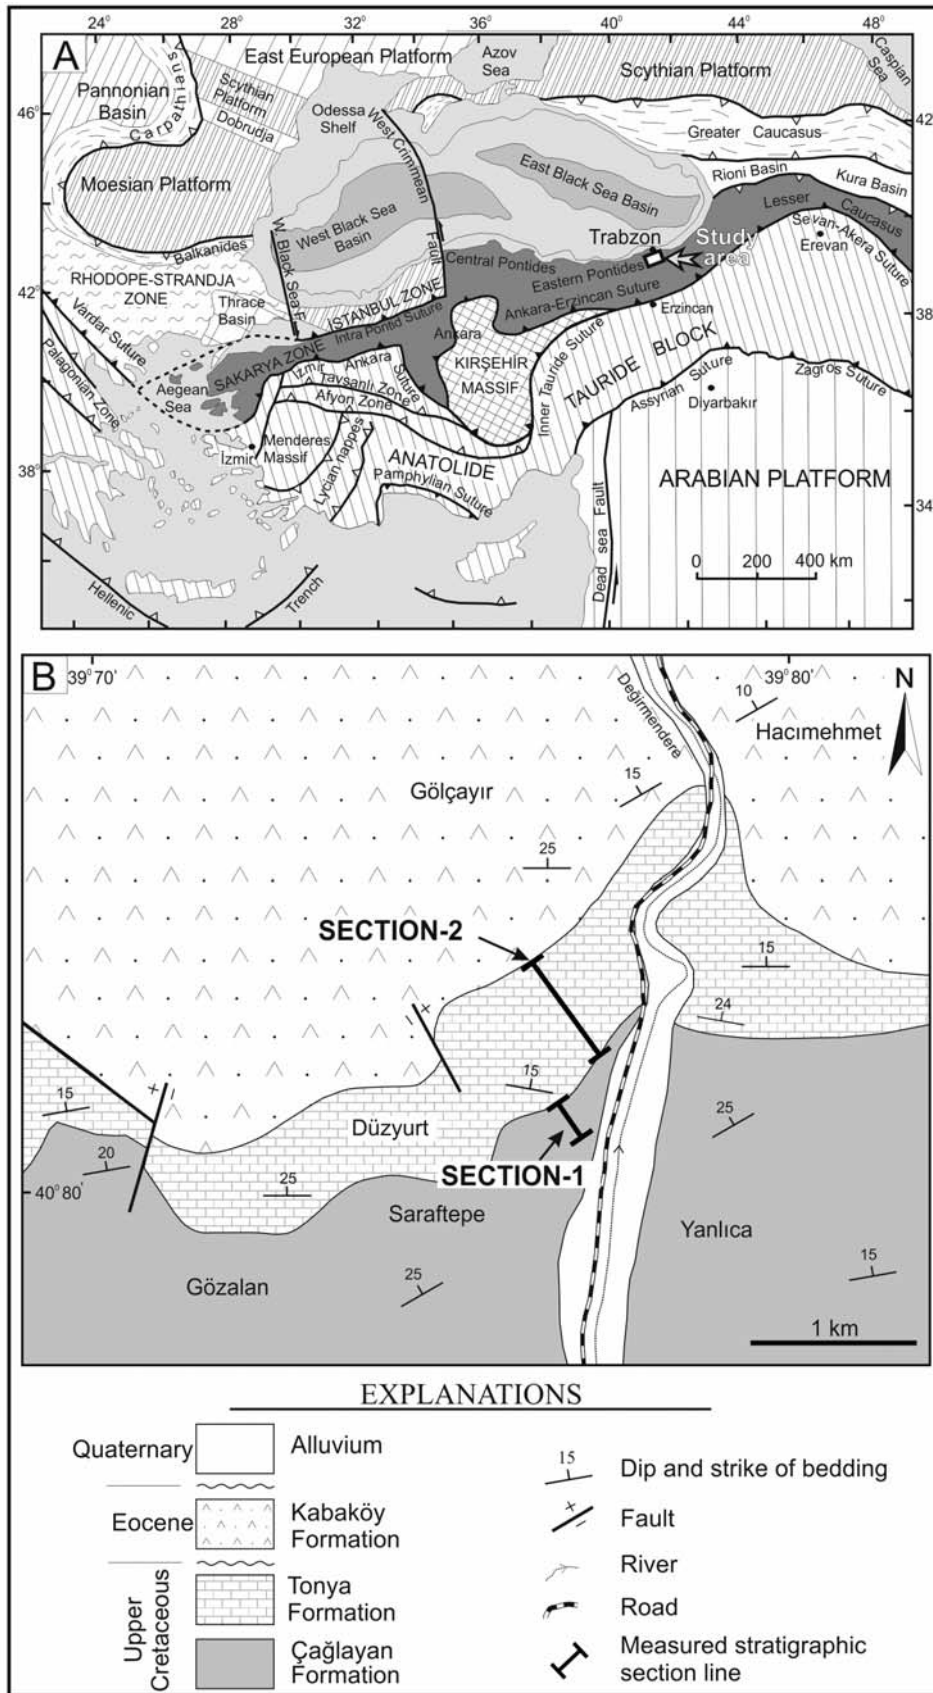 24° 28° 32° 36° 40° 44° 48°
A
East European Platform
Azov
Sea
Scythian Platform
Caspian
Sea
Pannonian
Basin
Carpathians
Scythian
Platform
Dobrudja
Odessa
Shelf
West Crimmean
Fault
46°
42
Greater Caucasus
Rioni Basin
Kura Basin
Moesian Platform
East Black Sea
Basin
West Black Sea
Basin
Lesser
Caucasus
Sevan-Akera Suture
Erevan
Balkanides
W. Black Sea F.
Trabzon
Study
area
Central Pontides
Eastern Pontides
RHODOPE-STRANDJA
ZONE
42°
Thrace
Basin
İSTANBUL ZONE
Intra Pontid Suture
Ankara-Erzincan Suture
Erzincan
38°
Vardar Suture
Palagonian Zone
Aegean
Sea
SAKARYA ZONE
İzmir
Ankara
Suture
Ankara
KIRŞEHİR
MASSIF
Inner Tauride Suture
TAURIDE BLOCK
Tavşanlı Zone
Afyon Zone
Assyrian Suture
Zagros Suture
Diyarbakır
İzmir
Menderes
Massif
Lycian nappes
ANATOLIDE
Pamphylian Suture
38°
ARABIAN PLATFORM
34°
Dead sea Fault
0 200 400 km
Hellenic
Trench
B
39° 70'
39° 80'
N
Değirmendere
10
Hacımehmet
15
Gölçayır
25
SECTION-2
15
24
+
–
15
15
25
+
–
Düzyurt
20
SECTION-1
40° 80'
25
Saraftepe
Yanlıca
15
Gözalan
25
1 km
EXPLANATIONS
Quaternary
Alluvium
Eocene
Kabaköy
Formation
Upper
Cretaceous
Tonya
Formation
Çağlayan
Formation
15
Dip and strike of bedding
+
–
Fault
River
Road
Measured stratigraphic
section line